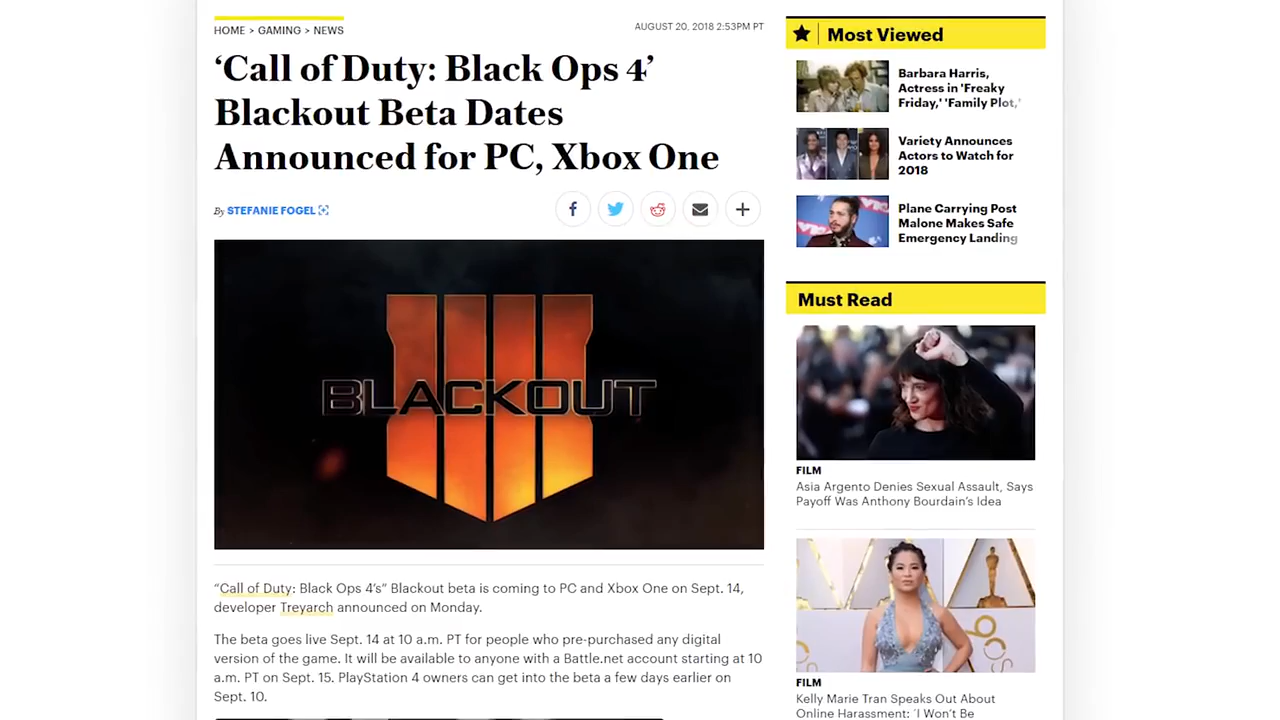 HOME > GAMING > NEWS
AUGUST 20, 2018 2:53PM PT
‘Call of Duty: Black Ops 4’
Blackout Beta Dates
Announced for PC, Xbox One
By STEFANIE FOGEL
BLACKOUT
“Call of Duty: Black Ops 4’s” Blackout beta is coming to PC and Xbox One on Sept. 14,
developer Treyarch announced on Monday.
The beta goes live Sept. 14 at 10 a.m. PT for people who pre-purchased any digital
version of the game. It will be available to anyone with a Battle.net account starting at 10
a.m. PT on Sept. 15. PlayStation 4 owners can get into the beta a few days earlier on
Sept. 10.
Most Viewed
Barbara Harris,
Actress in 'Freaky
Friday,' 'Family Plot,'
Variety Announces
Actors to Watch for
2018
Plane Carrying Post
Malone Makes Safe
Emergency Landing
Must Read
FILM
Asia Argento Denies Sexual Assault, Says
Payoff Was Anthony Bourdain’s Idea
FILM
Kelly Marie Tran Speaks Out About
Online Harassment: ‘I Won’t Be